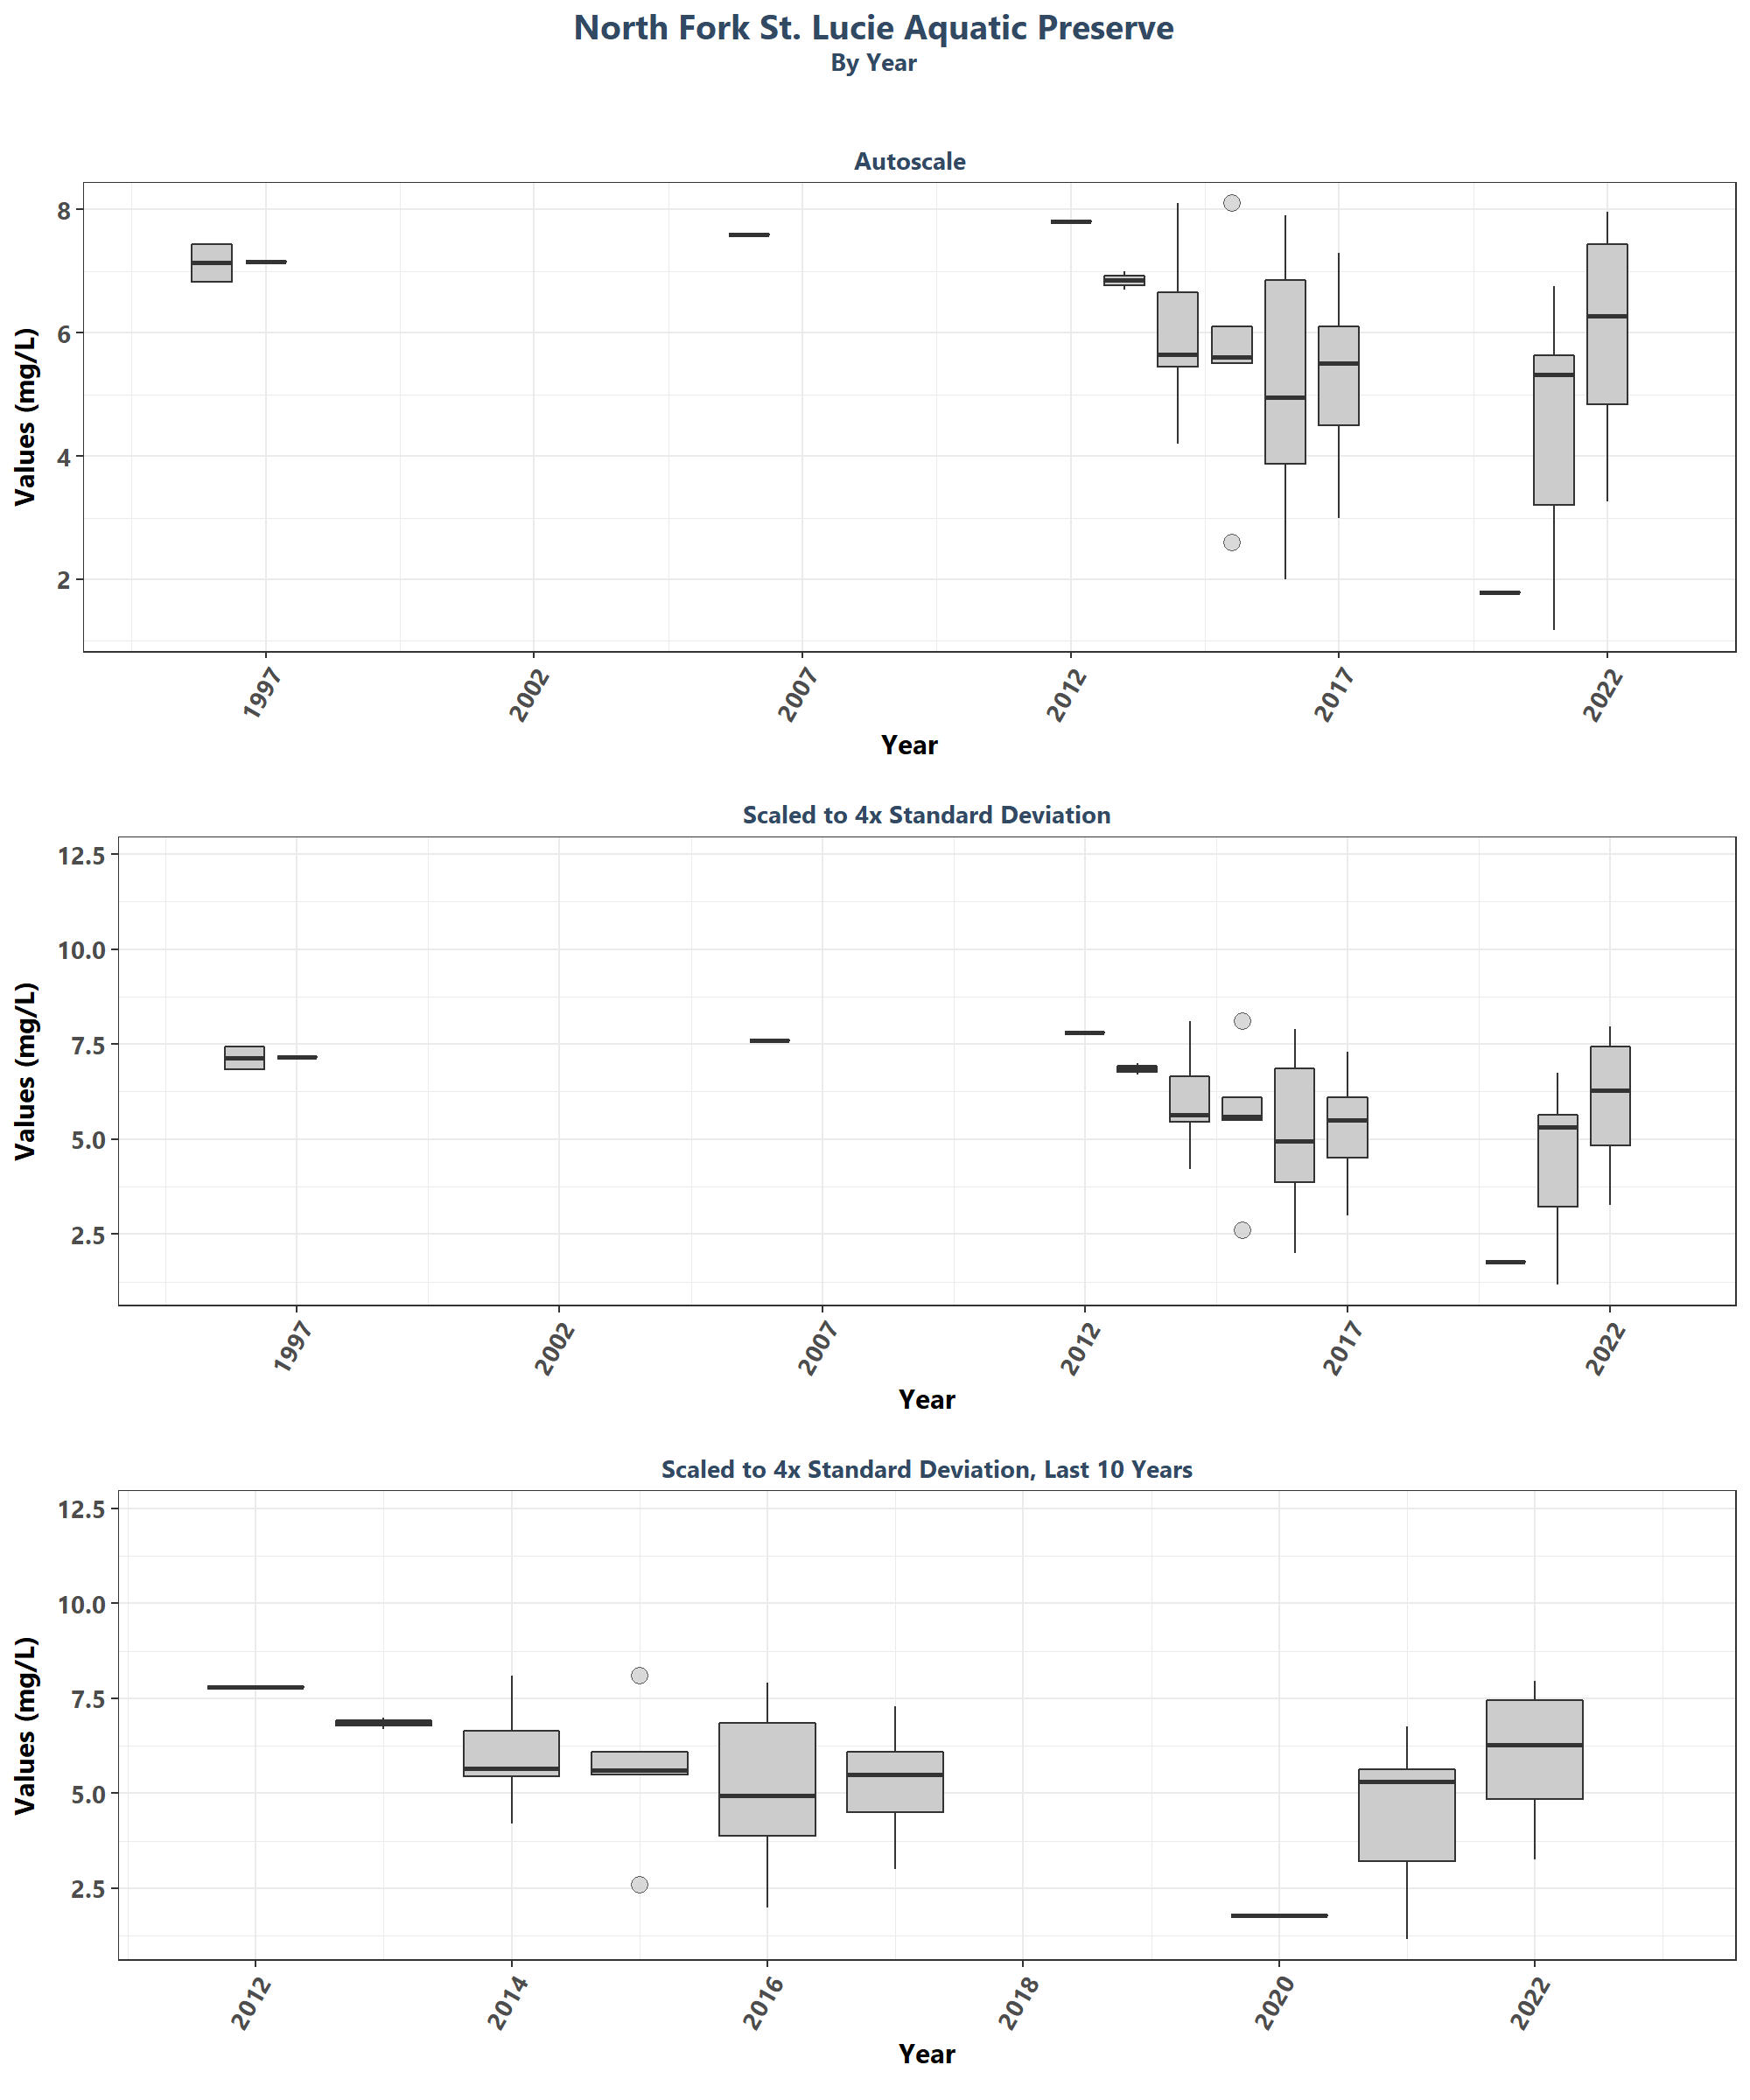 North Fork St. Lucie Aquatic Preserve
By Year
Autoscale
Values (mg/L)
8
6
4
2
1997 2002 2007 2012 2017 2022
Year
Scaled to 4x Standard Deviation
Values (mg/L)
12.5
10.0
7.5
5.0
2.5
1997 2002 2007 2012 2017 2022
Year
Scaled to 4x Standard Deviation, Last 10 Years
Values (mg/L)
12.5
10.0
7.5
5.0
2.5
2012 2014 2016 2018 2020 2022
Year